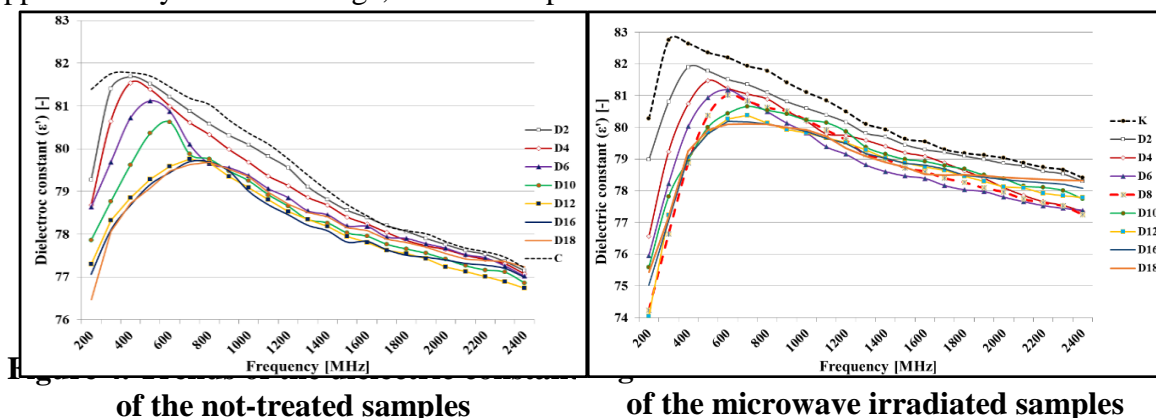 83
82
81
80
79
78
77
76
Dielectroc constant (ε') [-]
200
400
600
800
1000
1200
1400
1600
1800
2000
2200
2400
Frequency [MHz]
D2
D4
D6
D10
D12
D16
D18
C
83
82
81
80
79
78
77
76
75
74
Dielectric constant (ε') [-]
200
400
600
800
1000
1200
1400
1600
1800
2000
2200
2400
Frequency [MHz]
K
D2
D4
D6
D8
D10
D12
D16
D18
of the not-treated samples
of the microwave irradiated samples